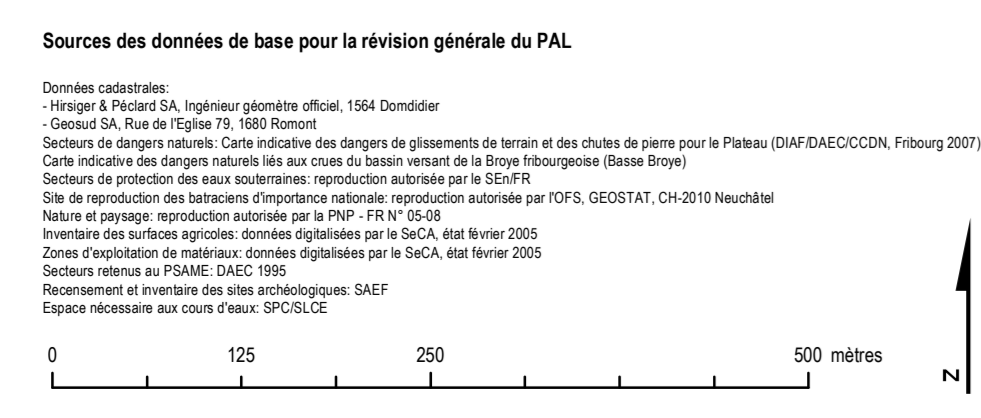 Sources des données de base pour la révision générale du PAL
Données cadastrales:
- Hirsiger & Péclard SA, Ingénieur géomètre officiel, 1564 Domdidier
- Geosud SA, Rue de l'Eglise 79, 1680 Romont
Secteurs de dangers naturels: Carte indicative des dangers de glissements de terrain et des chutes de pierre pour le Plateau (DIAF/DAEC/CCDN, Fribourg 2007)
Carte indicative des dangers naturels liés aux crues du bassin versant de la Broye fribourgeoise (Basse Broye)
Secteurs de protection des eaux souterraines: reproduction autorisée par le SEn/FR
Site de reproduction des batraciens d'importance nationale: reproduction autorisée par l'OFS, GEOSTAT, CH-2010 Neuchâtel
Nature et paysage: reproduction autorisée par la PNP - FR N° 05-08
Inventaire des surfaces agricoles: données digitalisées par le SeCA, état février 2005
Zones d'exploitation de matériaux: données digitalisées par le SeCA, état février 2005
Secteurs retenus au PSAME: DAEC 1995
Recensement et inventaire des sites archéologiques: SAEF
Espace nécessaire aux cours d'eaux: SPC/SLCE
0 125 250 500 mètres
N